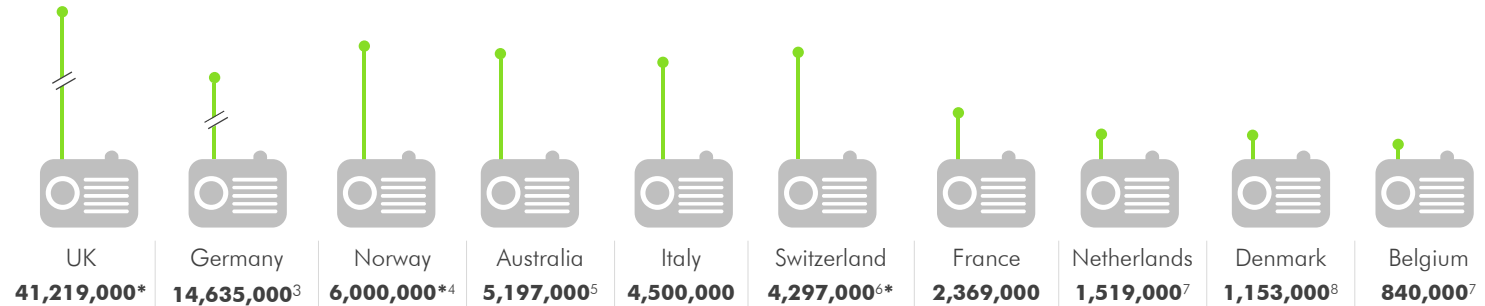 UK Germany Norway Australia Italy Switzerland France Netherlands Denmark Belgium
41,219,000* 14,635,000³ 6,000,000*⁴ 5,197,000⁵ 4,500,000 4,297,000⁶* 2,369,000 1,519,000⁷ 1,153,000⁸ 840,000⁷